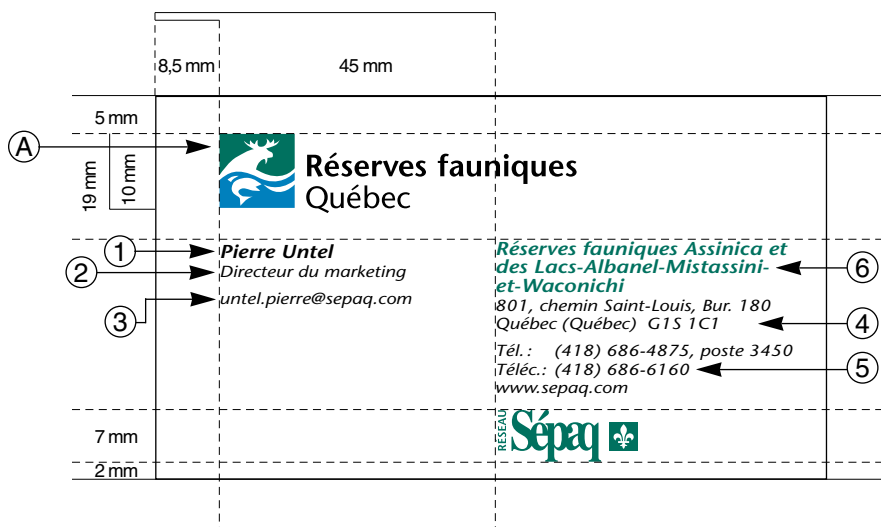 8,5 mm
45 mm
5 mm
A
19 mm
10 mm
Réserves fauniques
Québec
1
Pierre Untel
2
Directeur du marketing
3
untel.pierre@sepaq.com
Réserves fauniques Assinica et
des Lacs-Albanel-Mistassini-
et-Waconichi
6
801, chemin Saint-Louis, Bur. 180
Québec (Québec) G1S 1C1
4
Tél. : (418) 686-4875, poste 3450
Téléc.: (418) 686-6160
5
www.sepaq.com
7 mm
RÉSEAU
Sépaq
2 mm